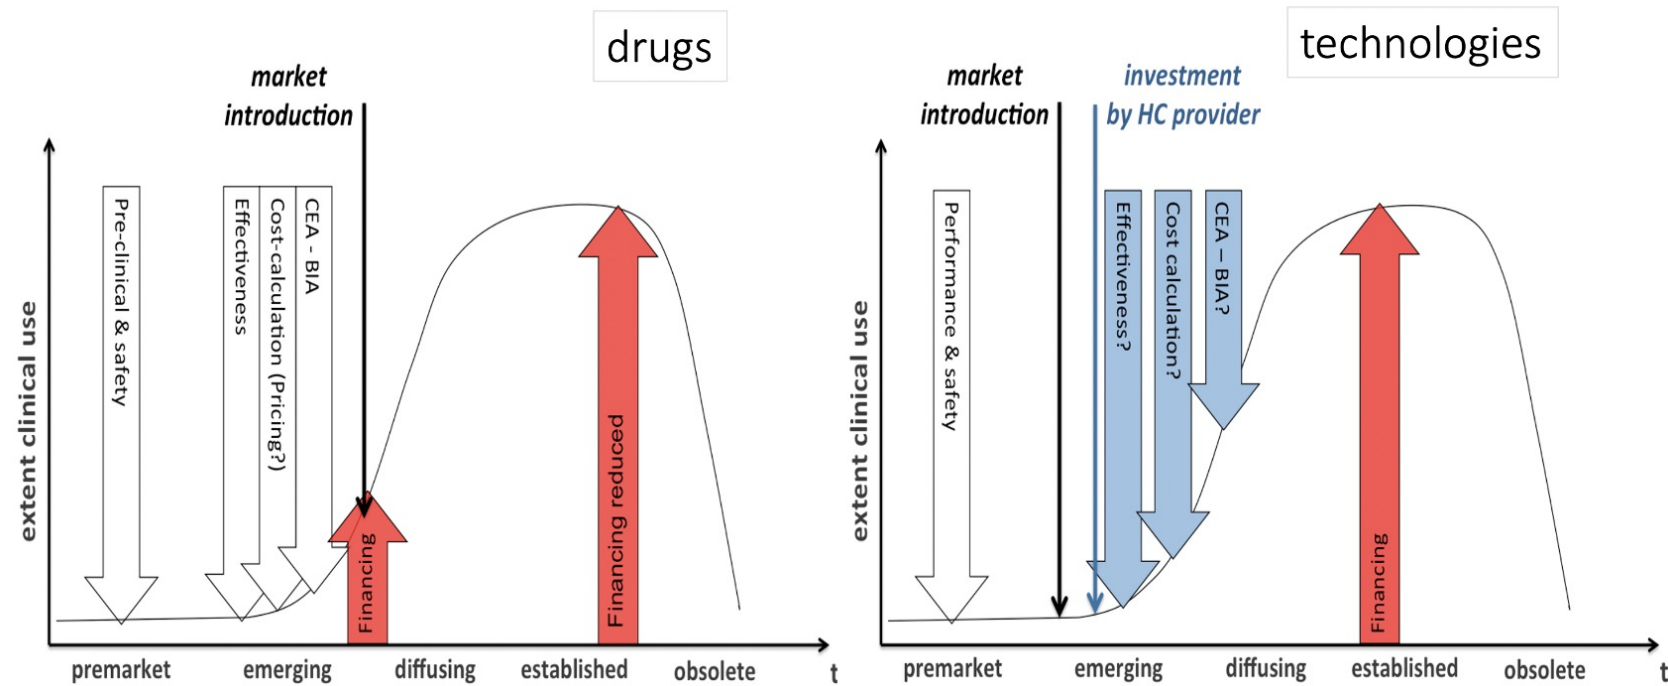 drugs
market
introduction
extent clinical use
Pre-clinical & safety
Effectiveness
Cost-calculation (Pricing?)
CEA - BIA
Financing
Financing reduced
premarket
emerging
diffusing
established
obsolete
t
technologies
market
introduction
investment
by HC provider
extent clinical use
Performance & safety
Effectiveness?
Cost calculation?
CEA – BIA?
Financing
premarket
emerging
diffusing
established
obsolete
t